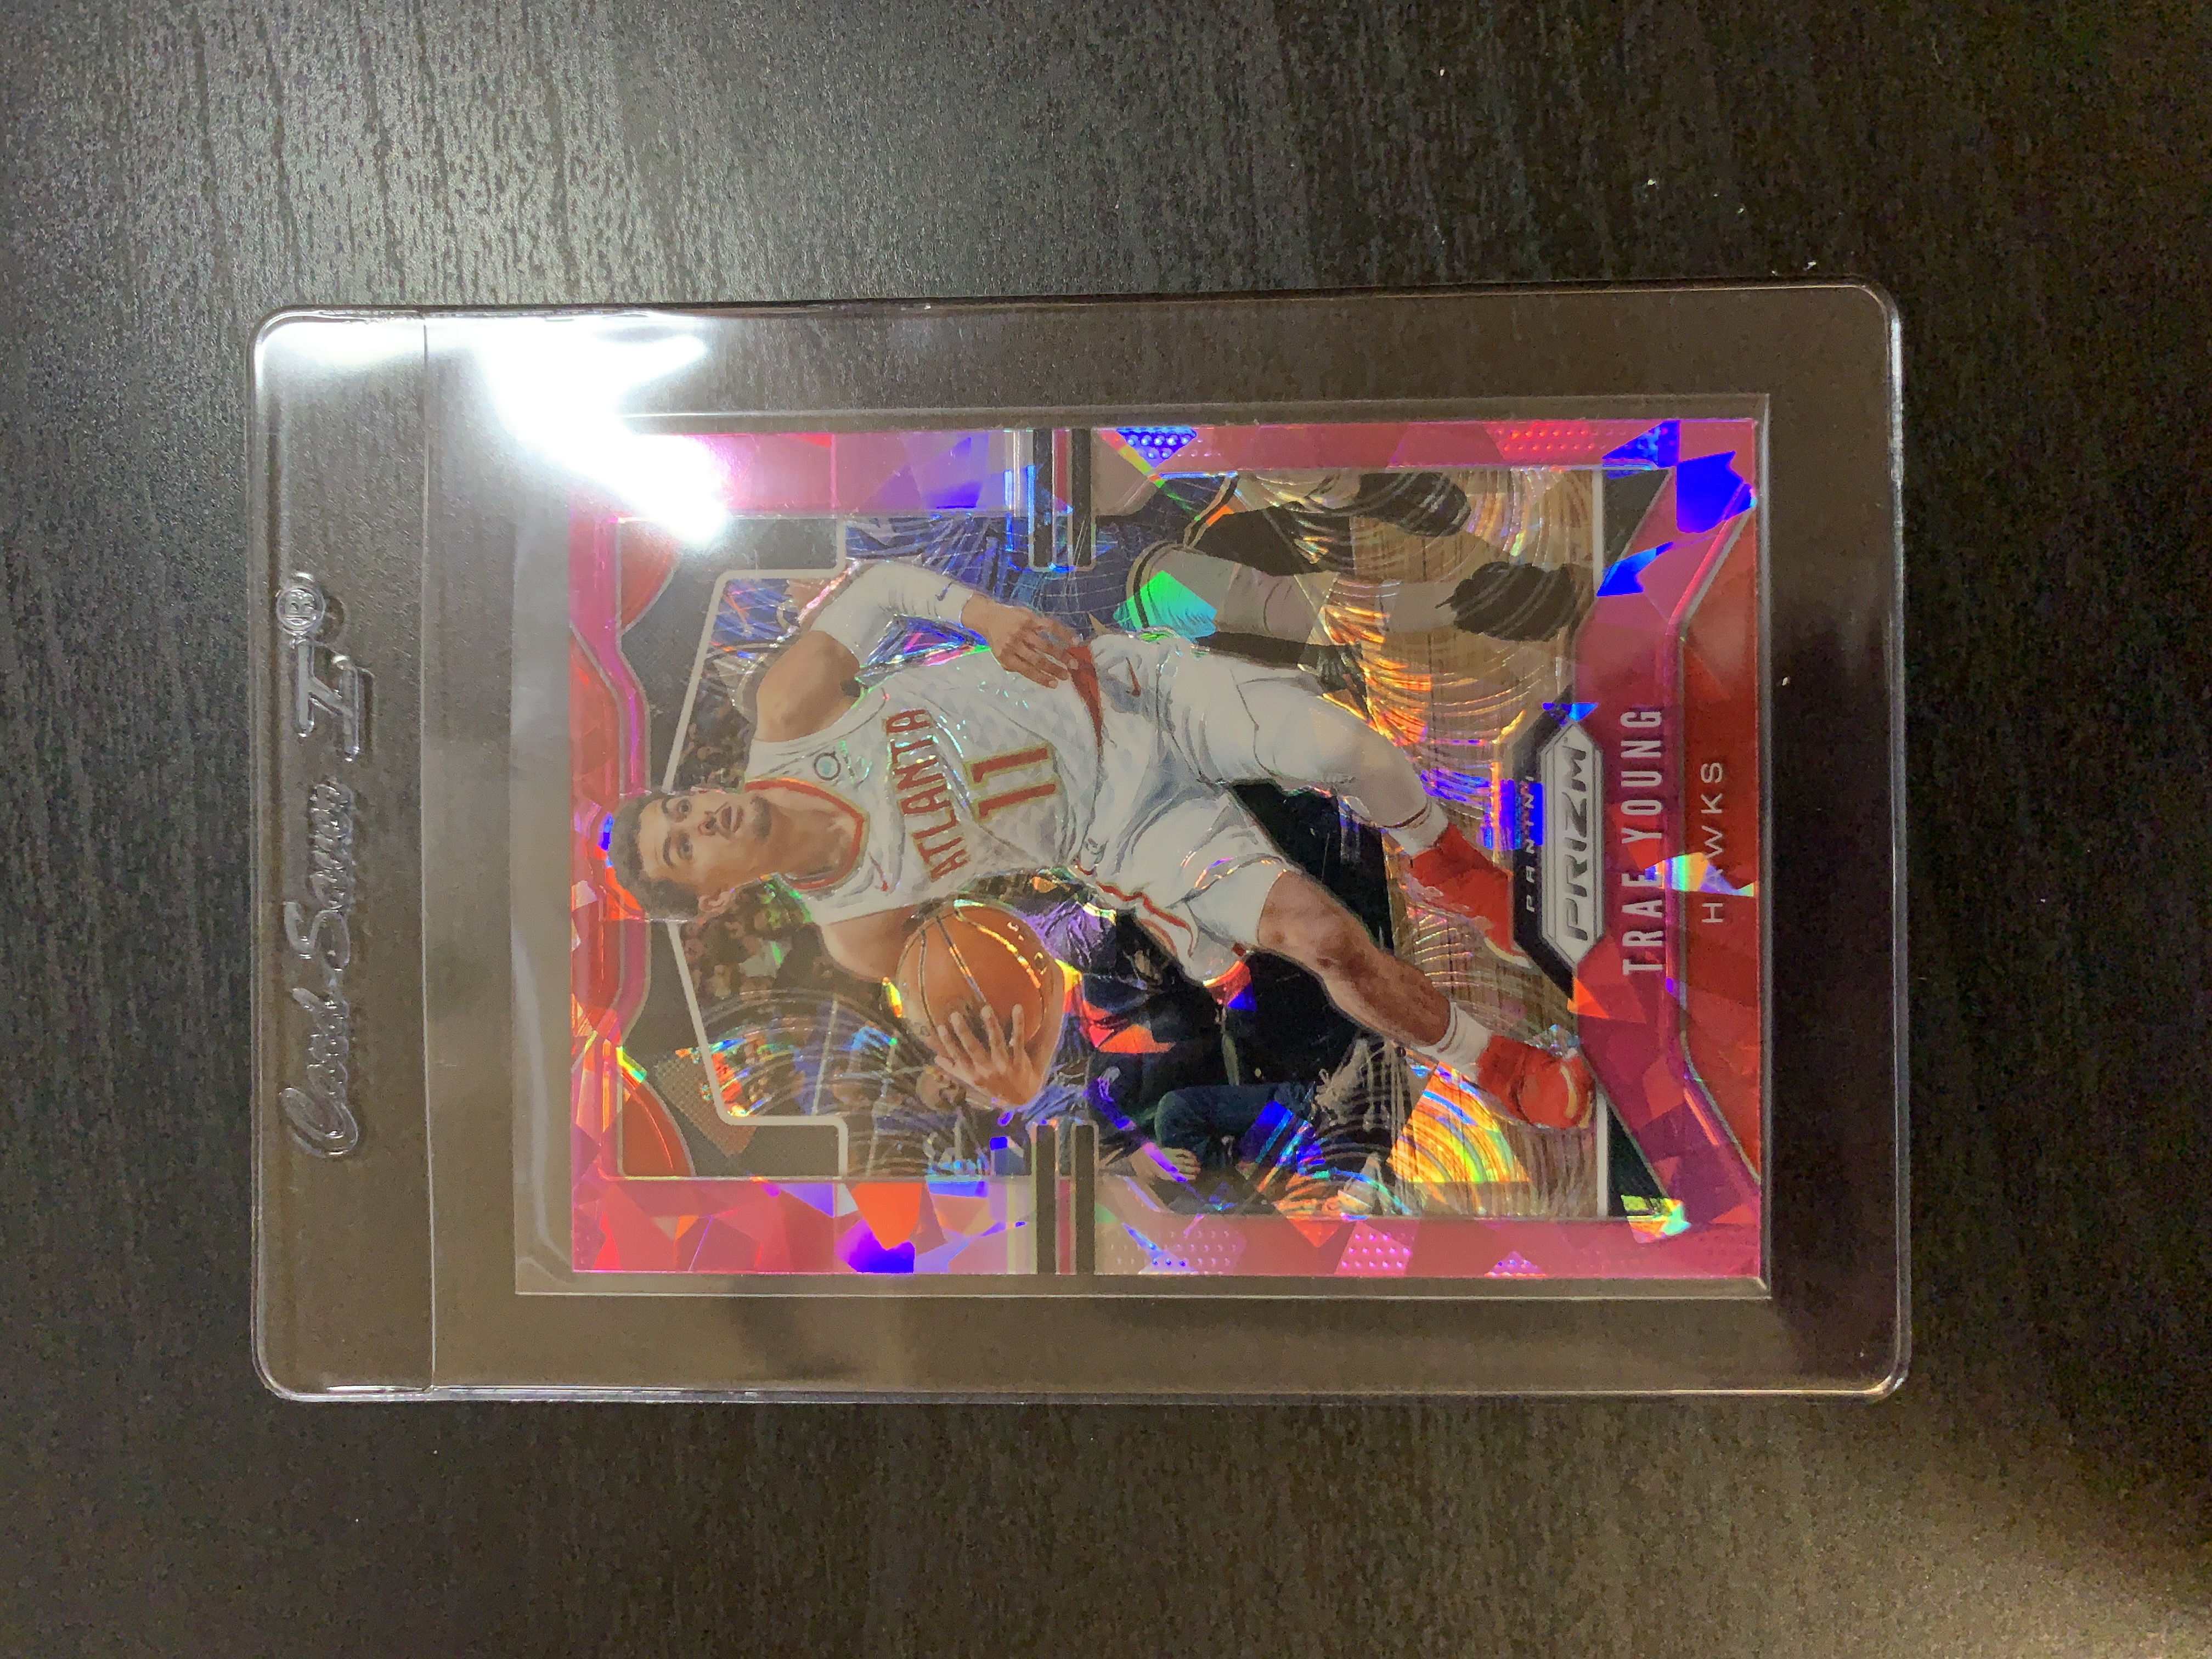 Card Saver I®
ATLANTA
11
PANINI
PRIZM
TRAE YOUNG
HAWKS